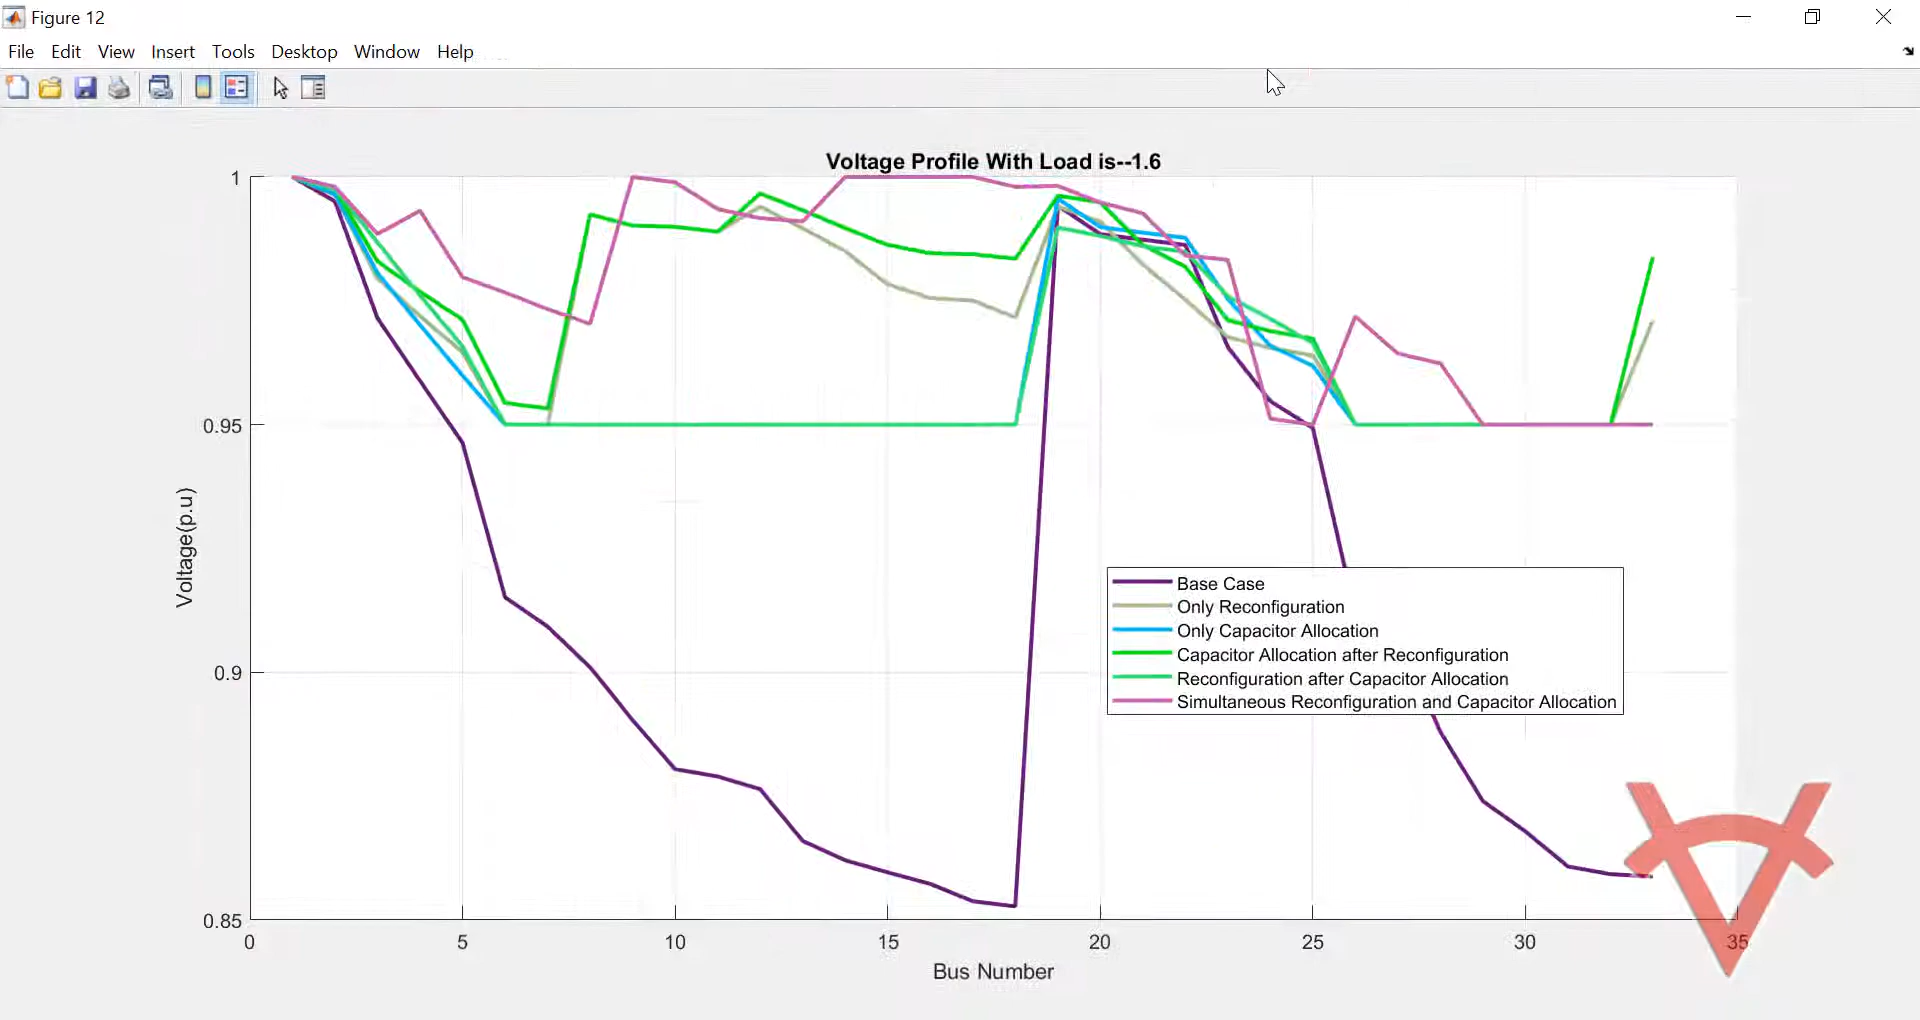 Figure 12
File Edit View Insert Tools Desktop Window Help
Voltage Profile With Load is--1.6
1
0.95
0.9
0.85
Voltage(p.u)
Base Case
Only Reconfiguration
Only Capacitor Allocation
Capacitor Allocation after Reconfiguration
Reconfiguration after Capacitor Allocation
Simultaneous Reconfiguration and Capacitor Allocation
0 5 10 15 20 25 30 35
Bus Number